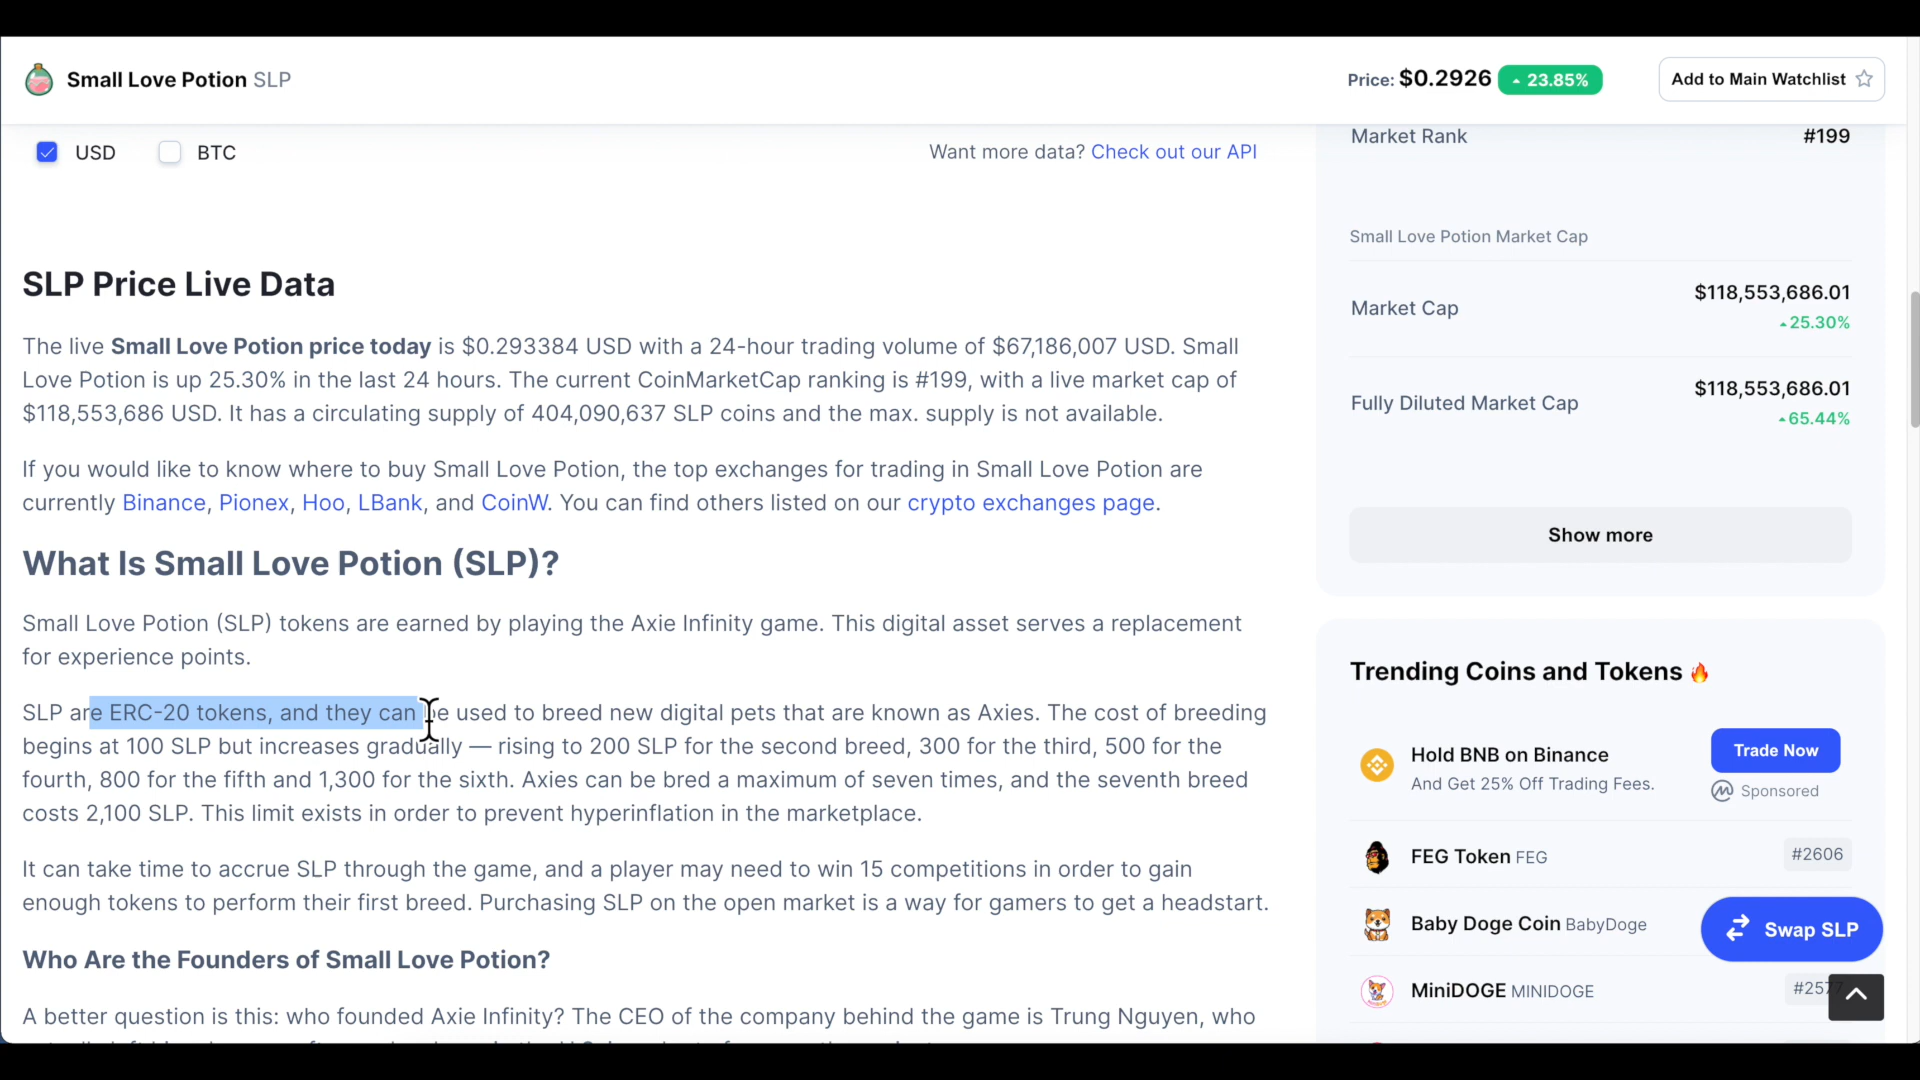 Small Love Potion SLP
Price: $0.2926 23.85%
Add to Main Watchlist
USD BTC
Want more data? Check out our API
SLP Price Live Data
The live Small Love Potion price today is $0.293384 USD with a 24-hour trading volume of $67,186,007 USD. Small
Love Potion is up 25.30% in the last 24 hours. The current CoinMarketCap ranking is #199, with a live market cap of
$118,553,686 USD. It has a circulating supply of 404,090,637 SLP coins and the max. supply is not available.
If you would like to know where to buy Small Love Potion, the top exchanges for trading in Small Love Potion are
currently Binance, Pionex, Hoo, LBank, and CoinW. You can find others listed on our crypto exchanges page.
What Is Small Love Potion (SLP)?
Small Love Potion (SLP) tokens are earned by playing the Axie Infinity game. This digital asset serves a replacement
for experience points.
SLP are ERC-20 tokens, and they can be used to breed new digital pets that are known as Axies. The cost of breeding
begins at 100 SLP but increases gradually — rising to 200 SLP for the second breed, 300 for the third, 500 for the
fourth, 800 for the fifth and 1,300 for the sixth. Axies can be bred a maximum of seven times, and the seventh breed
costs 2,100 SLP. This limit exists in order to prevent hyperinflation in the marketplace.
It can take time to accrue SLP through the game, and a player may need to win 15 competitions in order to gain
enough tokens to perform their first breed. Purchasing SLP on the open market is a way for gamers to get a headstart.
Who Are the Founders of Small Love Potion?
A better question is this: who founded Axie Infinity? The CEO of the company behind the game is Trung Nguyen, who
Market Rank #199
Small Love Potion Market Cap
Market Cap $118,553,686.01
25.30%
Fully Diluted Market Cap $118,553,686.01
65.44%
Show more
Trending Coins and Tokens
Hold BNB on Binance
And Get 25% Off Trading Fees.
Trade Now
Sponsored
FEG Token FEG #2606
Baby Doge Coin BabyDoge
Swap SLP
MiniDOGE MINIDOGE